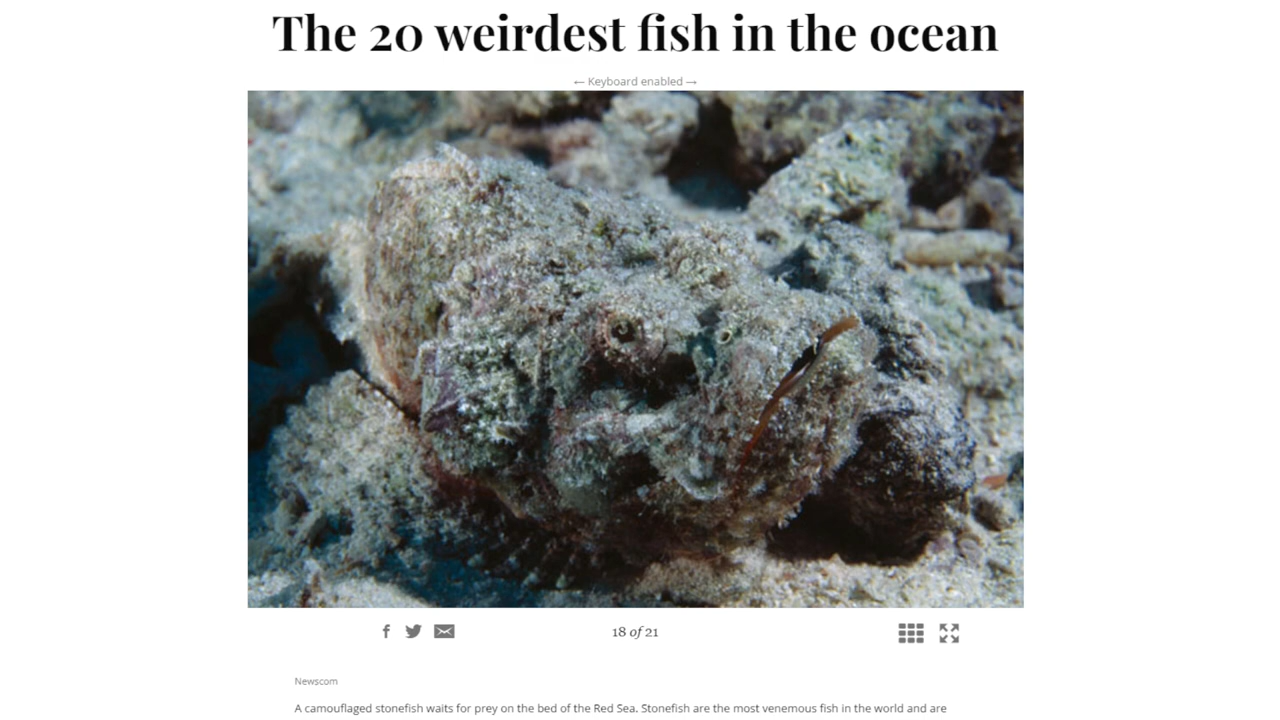 The 20 weirdest fish in the ocean
← Keyboard enabled →
18 of 21
Newscom
A camouflaged stonefish waits for prey on the bed of the Red Sea. Stonefish are the most venemous fish in the world and are